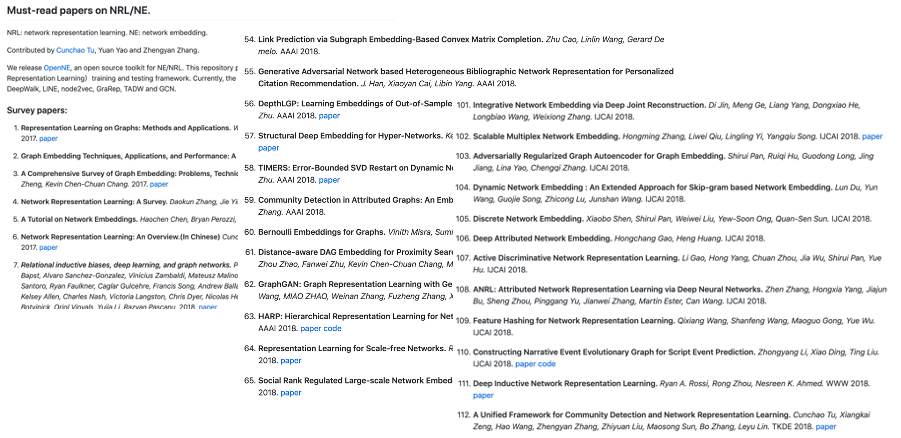 Must-read papers on NRL/NE.
NRL: network representation learning. NE: network embedding.
Contributed by Cunchao Tu, Yuan Yao and Zhengyan Zhang.
We release OpenNE, an open source toolkit for NE/NRL. This repository p
Representation Learning) training and testing framework. Currently, the
DeepWalk, LINE, node2vec, GraRep, TADW and GCN.
Survey papers:
1. Representation Learning on Graphs: Methods and Applications. W
2017. paper
2. Graph Embedding Techniques, Applications, and Performance: A
3. A Comprehensive Survey of Graph Embedding: Problems, Techni
Zheng, Kevin Chen-Chuan Chang. 2017. paper
4. Network Representation Learning: A Survey. Daokun Zhang, Jie Yi
5. A Tutorial on Network Embeddings. Haochen Chen, Bryan Perozzi,
6. Network Representation Learning: An Overview.(In Chinese) Cunc
2017. paper
7. Relational inductive biases, deep learning, and graph networks. P
Bapst, Alvaro Sanchez-Gonzalez, Vinicius Zambaldi, Mateusz Malino
Santoro, Ryan Faulkner, Caglar Gulcehre, Francis Song, Andrew Balla
Kelsey Allen, Charles Nash, Victoria Langston, Chris Dyer, Nicolas He
Botvinick, Oriol Vinyals, Yujia Li, Razvan Pascanu. 2018. paper
54. Link Prediction via Subgraph Embedding-Based Convex Matrix Completion. Zhu Cao, Linlin Wang, Gerard De
melo. AAAI 2018.
55. Generative Adversarial Network based Heterogeneous Bibliographic Network Representation for Personalized
Citation Recommendation. J. Han, Xiaoyan Cai, Libin Yang. AAAI 2018.
56. DepthLGP: Learning Embeddings of Out-of-Sample
Zhu. AAAI 2018. paper
57. Structural Deep Embedding for Hyper-Networks. Ke
paper
58. TIMERS: Error-Bounded SVD Restart on Dynamic N
Zhu. AAAI 2018. paper
59. Community Detection in Attributed Graphs: An Emb
Zhang. AAAI 2018.
60. Bernoulli Embeddings for Graphs. Vinith Misra, Sumi
61. Distance-aware DAG Embedding for Proximity Searc
Zhou Zhao, Fanwei Zhu, Kevin Chen-Chuan Chang, M
62. GraphGAN: Graph Representation Learning with Ge
Wang, MIAO ZHAO, Weinan Zhang, Fuzheng Zhang, X
63. HARP: Hierarchical Representation Learning for Net
AAAI 2018. paper code
64. Representation Learning for Scale-free Networks. R
2018. paper
65. Social Rank Regulated Large-scale Network Embed
2018. paper
101. Integrative Network Embedding via Deep Joint Reconstruction. Di Jin, Meng Ge, Liang Yang, Dongxiao He,
Longbiao Wang, Weixiong Zhang. IJCAI 2018.
102. Scalable Multiplex Network Embedding. Hongming Zhang, Liwei Qiu, Lingling Yi, Yangqiu Song. IJCAI 2018. paper
103. Adversarially Regularized Graph Autoencoder for Graph Embedding. Shirui Pan, Ruiqi Hu, Guodong Long, Jing
Jiang, Lina Yao, Chengqi Zhang. IJCAI 2018.
104. Dynamic Network Embedding : An Extended Approach for Skip-gram based Network Embedding. Lun Du, Yun
Wang, Guojie Song, Zhicong Lu, Junshan Wang. IJCAI 2018.
105. Discrete Network Embedding. Xiaobo Shen, Shirui Pan, Weiwei Liu, Yew-Soon Ong, Quan-Sen Sun. IJCAI 2018.
106. Deep Attributed Network Embedding. Hongchang Gao, Heng Huang. IJCAI 2018.
107. Active Discriminative Network Representation Learning. Li Gao, Hong Yang, Chuan Zhou, Jia Wu, Shirui Pan, Yue
Hu. IJCAI 2018.
108. ANRL: Attributed Network Representation Learning via Deep Neural Networks. Zhen Zhang, Hongxia Yang, Jiajun
Bu, Sheng Zhou, Pinggang Yu, Jianwei Zhang, Martin Ester, Can Wang. IJCAI 2018.
109. Feature Hashing for Network Representation Learning. Qixiang Wang, Shanfeng Wang, Maoguo Gong, Yue Wu.
IJCAI 2018.
110. Constructing Narrative Event Evolutionary Graph for Script Event Prediction. Zhongyang Li, Xiao Ding, Ting Liu.
IJCAI 2018. paper code
111. Deep Inductive Network Representation Learning. Ryan A. Rossi, Rong Zhou, Nesreen K. Ahmed. WWW 2018.
paper
112. A Unified Framework for Community Detection and Network Representation Learning. Cunchao Tu, Xiangkai
Zeng, Hao Wang, Zhengyan Zhang, Zhiyuan Liu, Maosong Sun, Bo Zhang, Leyu Lin. TKDE 2018. paper